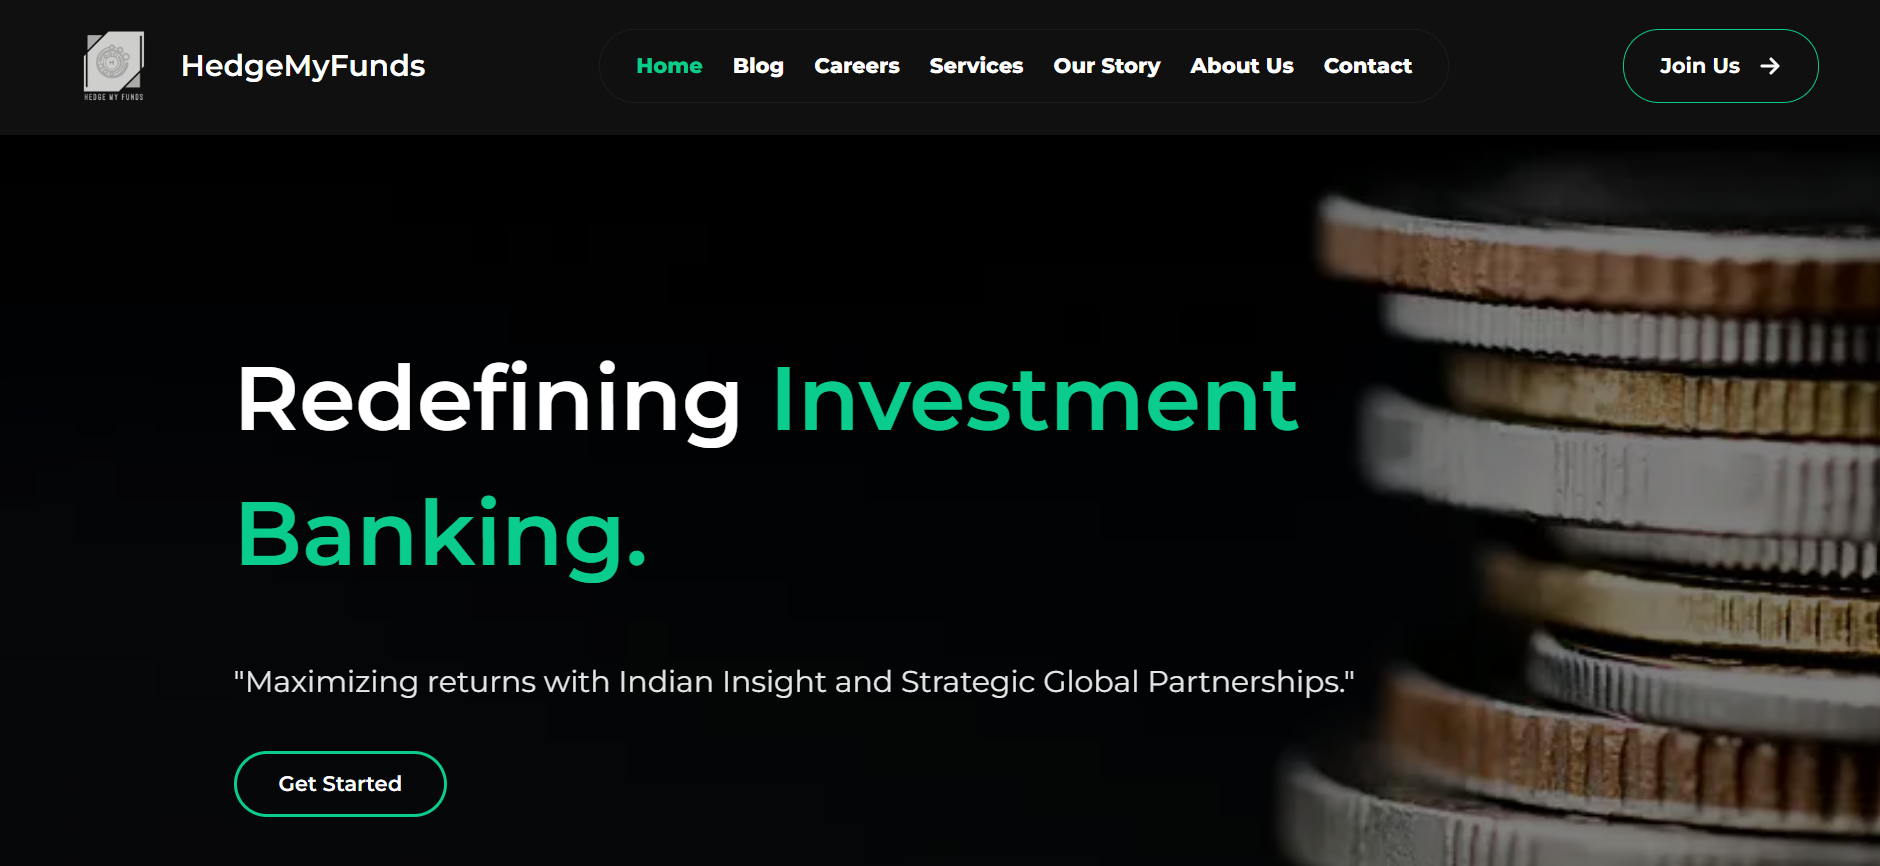 HEDGE MY FUNDS
HedgeMyFunds
Home Blog Careers Services Our Story About Us Contact
Join Us
Redefining Investment
Banking.
"Maximizing returns with Indian Insight and Strategic Global Partnerships."
Get Started